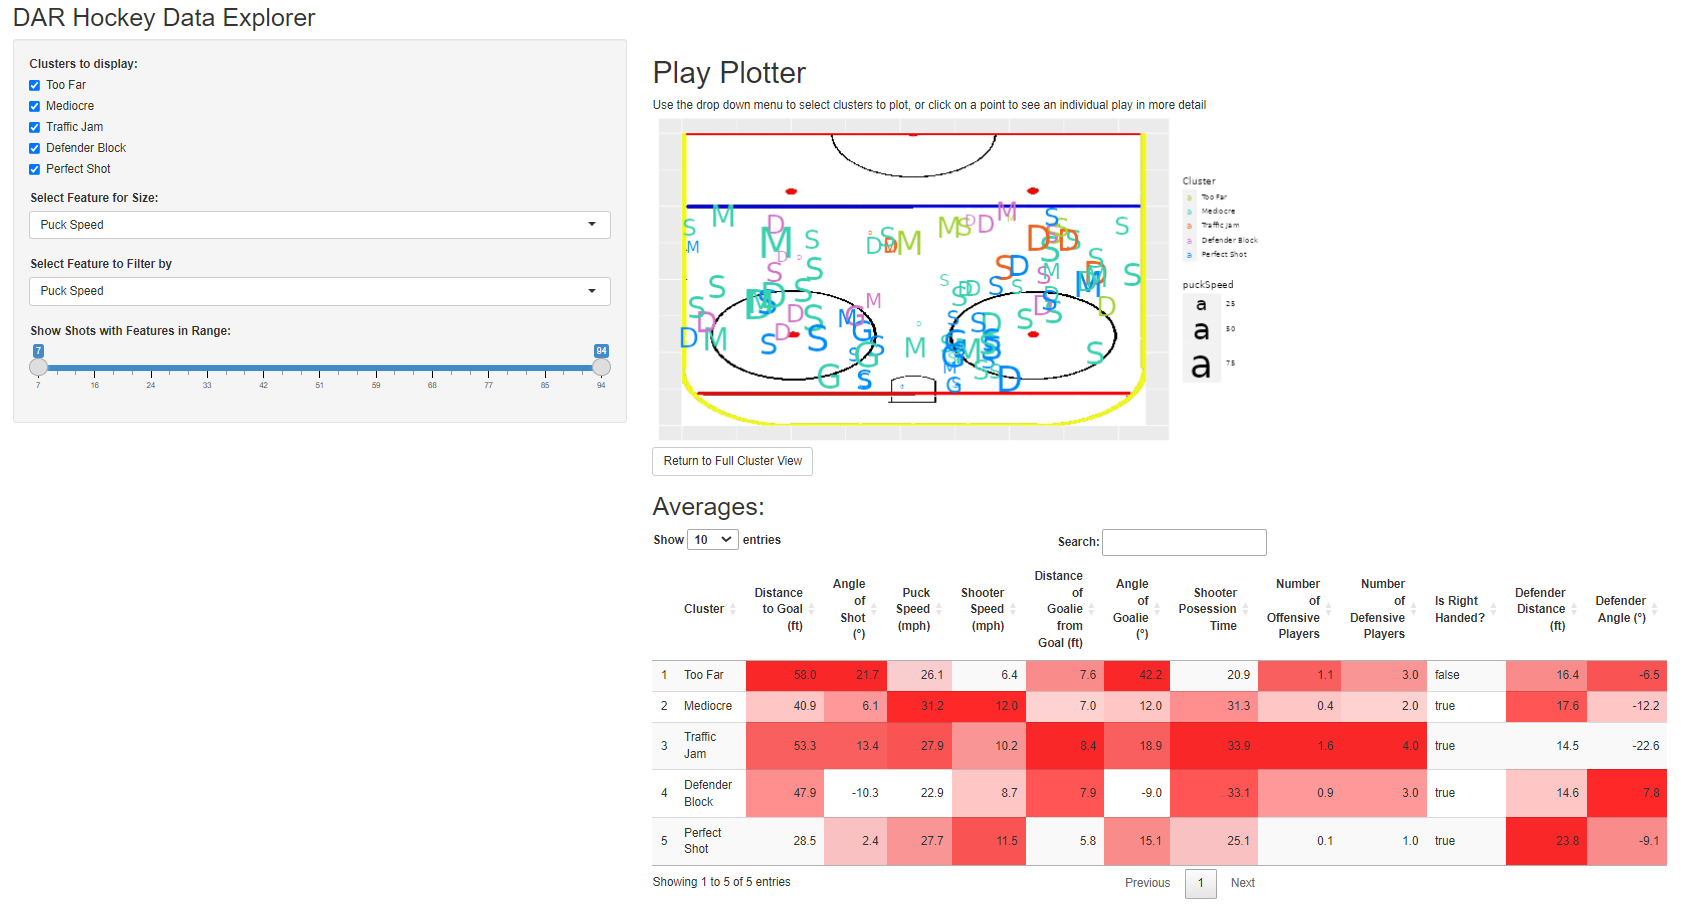 DAR Hockey Data Explorer
Clusters to display:
Too Far
Mediocre
Traffic Jam
Defender Block
Perfect Shot
Select Feature for Size:
Puck Speed
Select Feature to Filter by
Puck Speed
Show Shots with Features in Range:
7 94
7 16 24 33 42 51 59 68 77 85 94
Play Plotter
Use the drop down menu to select clusters to plot, or click on a point to see an individual play in more detail
Cluster
a Too Far
a Mediocre
a Traffic Jam
a Defender Block
a Perfect Shot
puckSpeed
a 25
a 50
a 75
Return to Full Cluster View
Averages:
Show 10 entries
Search:
Cluster Distance to Goal (ft) Angle of Shot (°) Puck Speed (mph) Shooter Speed (mph) Distance of Goalie from Goal (ft) Angle of Goalie (°) Shooter Posession Time Number of Offensive Players Number of Defensive Players Is Right Handed? Defender Distance (ft) Defender Angle (°)
1 Too Far 58.0 21.7 26.1 6.4 7.6 42.2 20.9 1.1 3.0 false 16.4 -6.5
2 Mediocre 40.9 6.1 31.2 12.0 7.0 12.0 31.3 0.4 2.0 true 17.6 -12.2
3 Traffic Jam 53.3 13.4 27.9 10.2 8.4 18.9 33.9 1.6 4.0 true 14.5 -22.6
4 Defender Block 47.9 -10.3 22.9 8.7 7.9 -9.0 33.1 0.9 3.0 true 14.6 7.8
5 Perfect Shot 28.5 2.4 27.7 11.5 5.8 15.1 25.1 0.1 1.0 true 23.8 -9.1
Showing 1 to 5 of 5 entries
Previous 1 Next